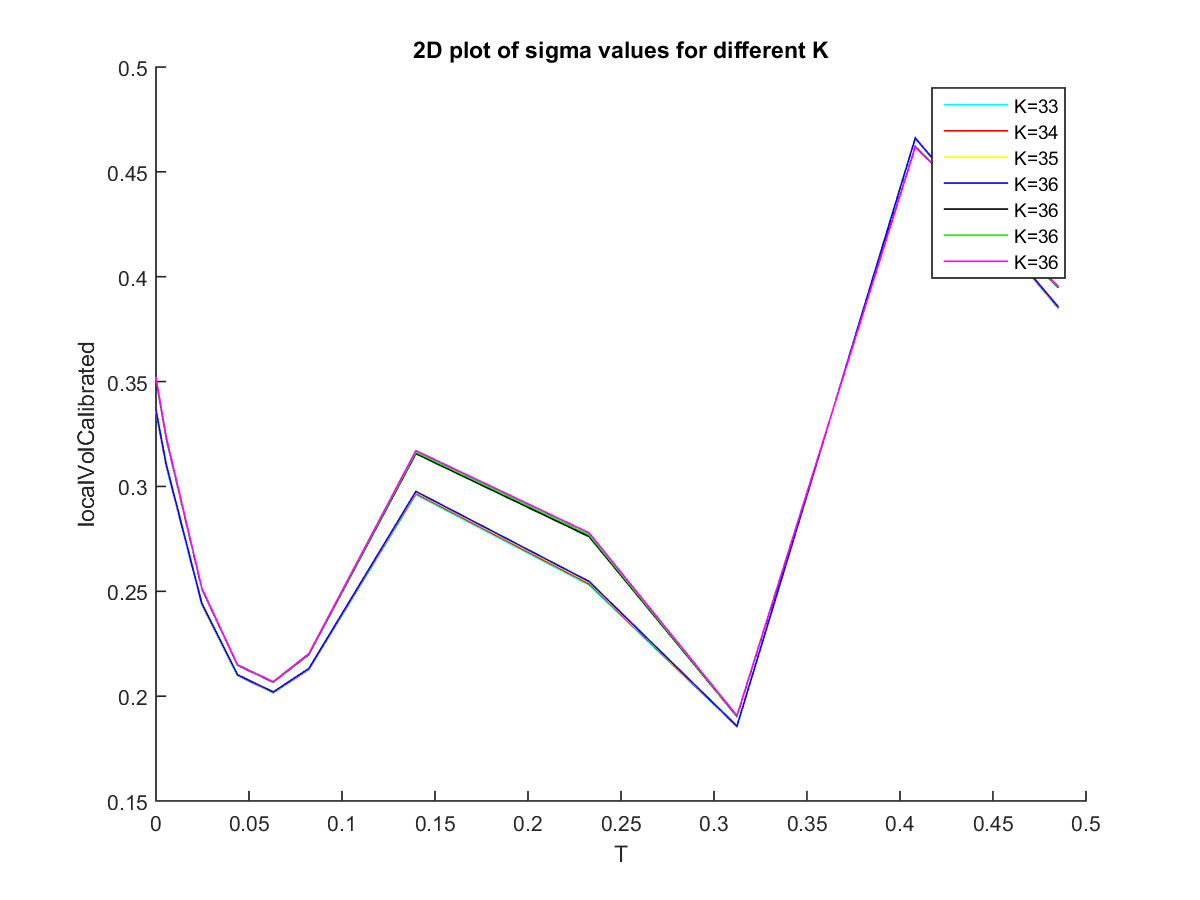 2D plot of sigma values for different K
0.5
0.45
0.4
0.35
0.3
0.25
0.2
0.15
localVolCalibrated
K=33
K=34
K=35
K=36
K=36
K=36
K=36
0 0.05 0.1 0.15 0.2 0.25 0.3 0.35 0.4 0.45 0.5
T